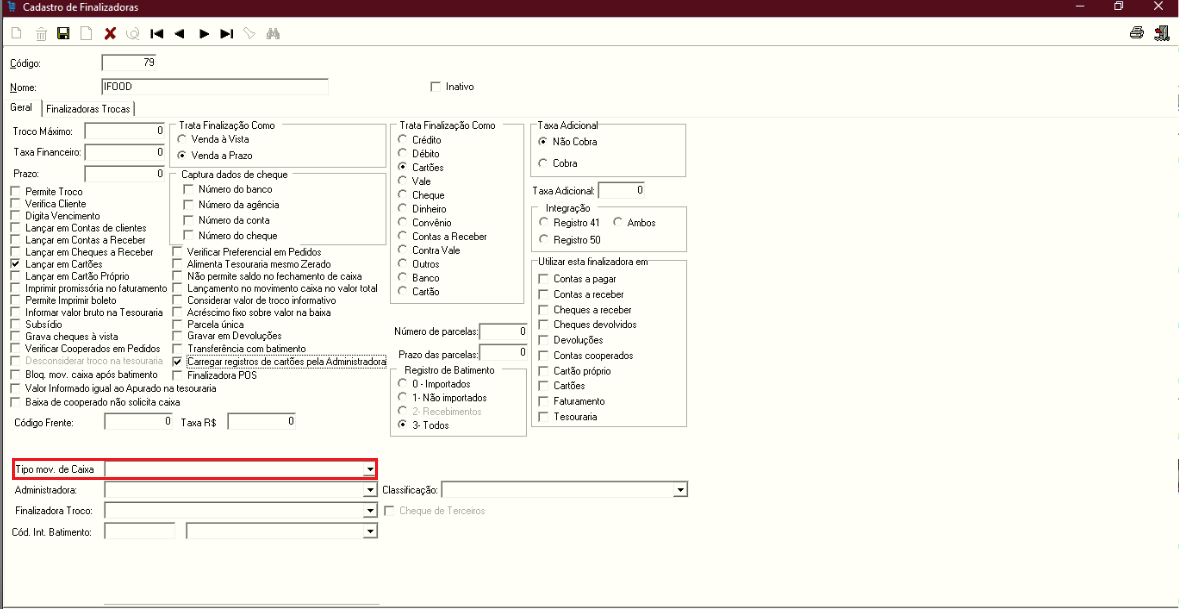 Cadastro de Finalizadoras
Código: 79
Nome: IFOOD
Inativo
Geral
Finalizadoras Trocas
Troco Máximo: 0
Taxa Financeiro: 0
Prazo: 0
Permite Troco
Verifica Cliente
Digita Vencimento
Lançar em Contas de clientes
Lançar em Contas a Receber
Lançar em Cheques a Receber
Lançar em Cartões
Lançar em Cartão Próprio
Imprimir promissória no faturamento
Permite Imprimir boleto
Informar valor bruto na Tesouraria
Subsídio
Grava cheques à vista
Verificar Cooperados em Pedidos
Desconsiderar troco na tesouraria
Bloq. mov. caixa após batimento
Valor Informado igual ao Apurado na tesouraria
Baixa de cooperado não solicita caixa
Trata Finalização Como
Venda à Vista
Venda a Prazo
Captura dados de cheque
Número do banco
Número da agência
Número da conta
Número do cheque
Verificar Preferencial em Pedidos
Alimenta Tesouraria mesmo Zerado
Não permite saldo no fechamento de caixa
Lançamento no movimento caixa no valor total
Considerar valor de troco informativo
Acréscimo fixo sobre valor na baixa
Parcela única
Gravar em Devoluções
Transferência com batimento
Carregar registros de cartões pela Administradora
Finalizadora POS
Trata Finalização Como
Crédito
Débito
Cartões
Vale
Cheque
Dinheiro
Convênio
Contas a Receber
Contra Vale
Outros
Banco
Cartão
Número de parcelas: 0
Prazo das parcelas: 0
Registro de Batimento
0 - Importados
1- Não importados
2- Recebimentos
3- Todos
Taxa Adicional
Não Cobra
Cobra
Taxa Adicional: 0
Integração
Registro 41
Ambos
Registro 50
Utilizar esta finalizadora em
Contas a pagar
Contas a receber
Cheques a receber
Cheques devolvidos
Devoluções
Contas cooperados
Cartão próprio
Cartões
Faturamento
Tesouraria
Código Frente: 0
Taxa R$ 0
Tipo mov. de Caixa
Administradora:
Classificação:
Finalizadora Troco:
Cheque de Terceiros
Cód. Int. Batimento: